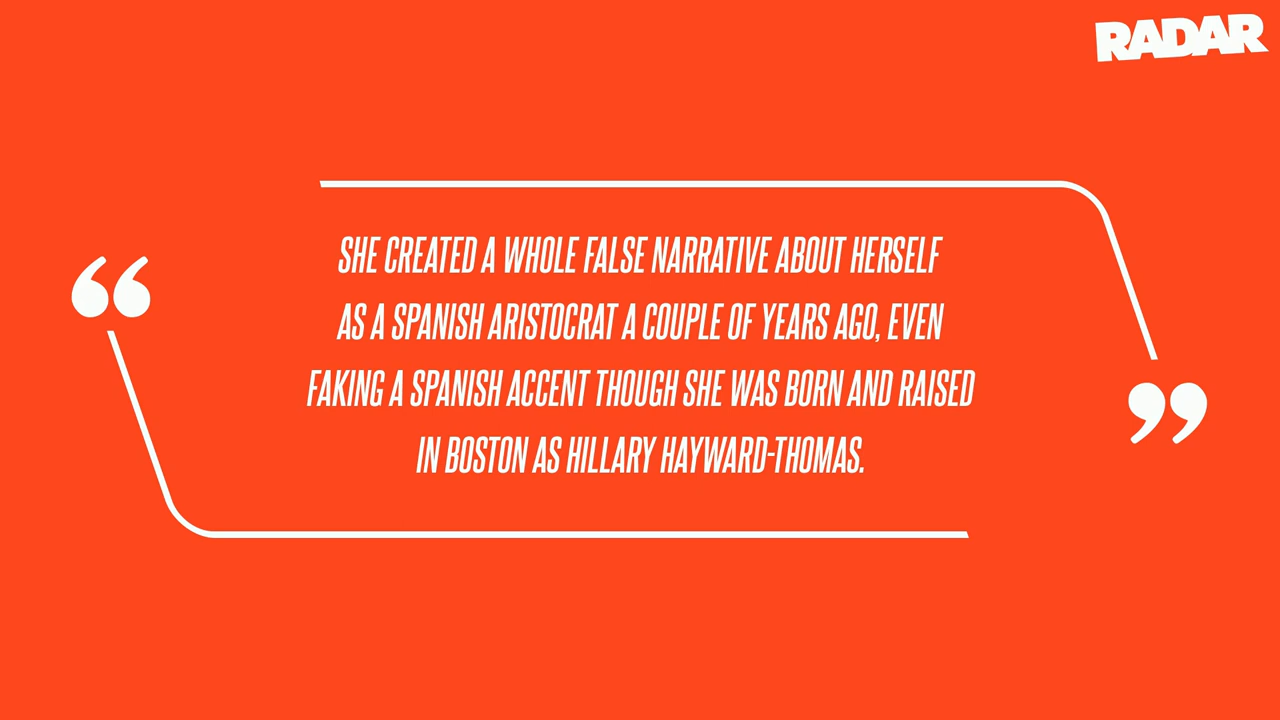 RADAR
“
SHE CREATED A WHOLE FALSE NARRATIVE ABOUT HERSELF
AS A SPANISH ARISTOCRAT A COUPLE OF YEARS AGO, EVEN
FAKING A SPANISH ACCENT THOUGH SHE WAS BORN AND RAISED
IN BOSTON AS HILLARY HAYWARD-THOMAS.
”